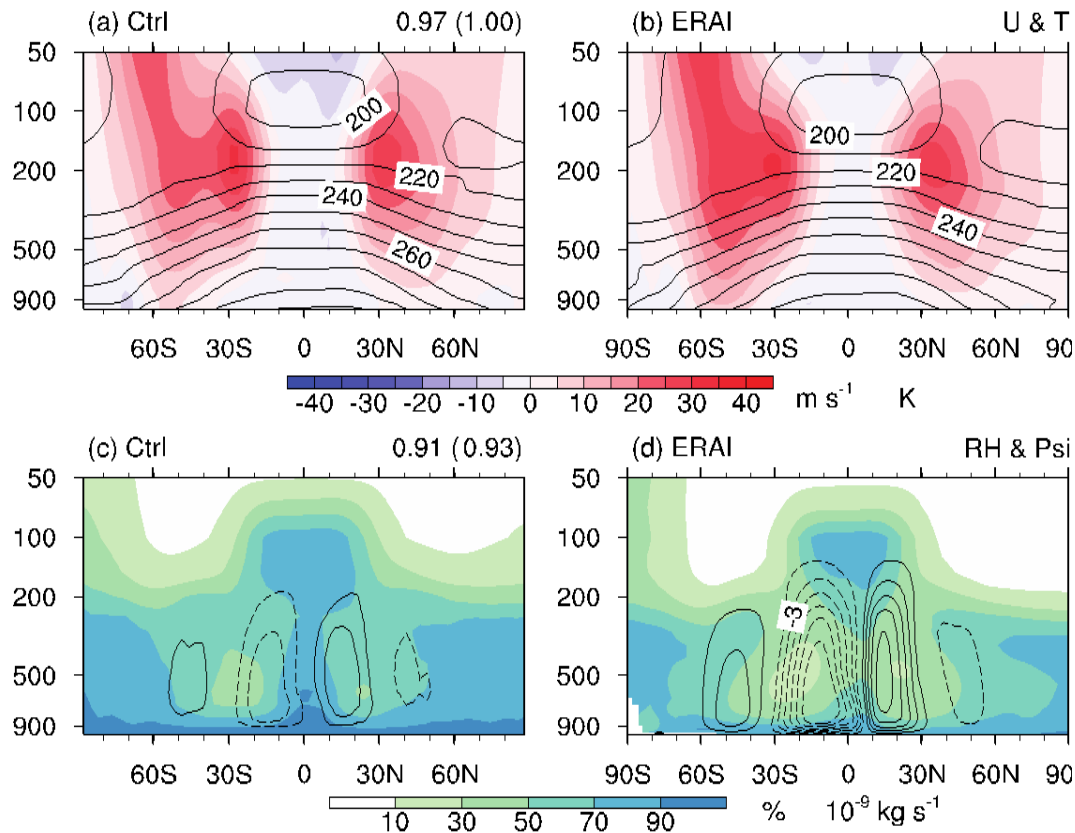 (a) Ctrl 0.97 (1.00)
(b) ERAI U & T
50
100
200
500
900
200
220
240
260
60S 30S 0 30N 60N
50
100
200
500
900
200
220
240
90S 60S 30S 0 30N 60N 90
-40 -30 -20 -10 0 10 20 30 40 m s⁻¹ K
(c) Ctrl 0.91 (0.93)
(d) ERAI RH & Psi
50
100
200
500
900
60S 30S 0 30N 60N
50
100
200
500
900
-3
90S 60S 30S 0 30N 60N 90
10 30 50 70 90 % 10⁻⁹ kg s⁻¹